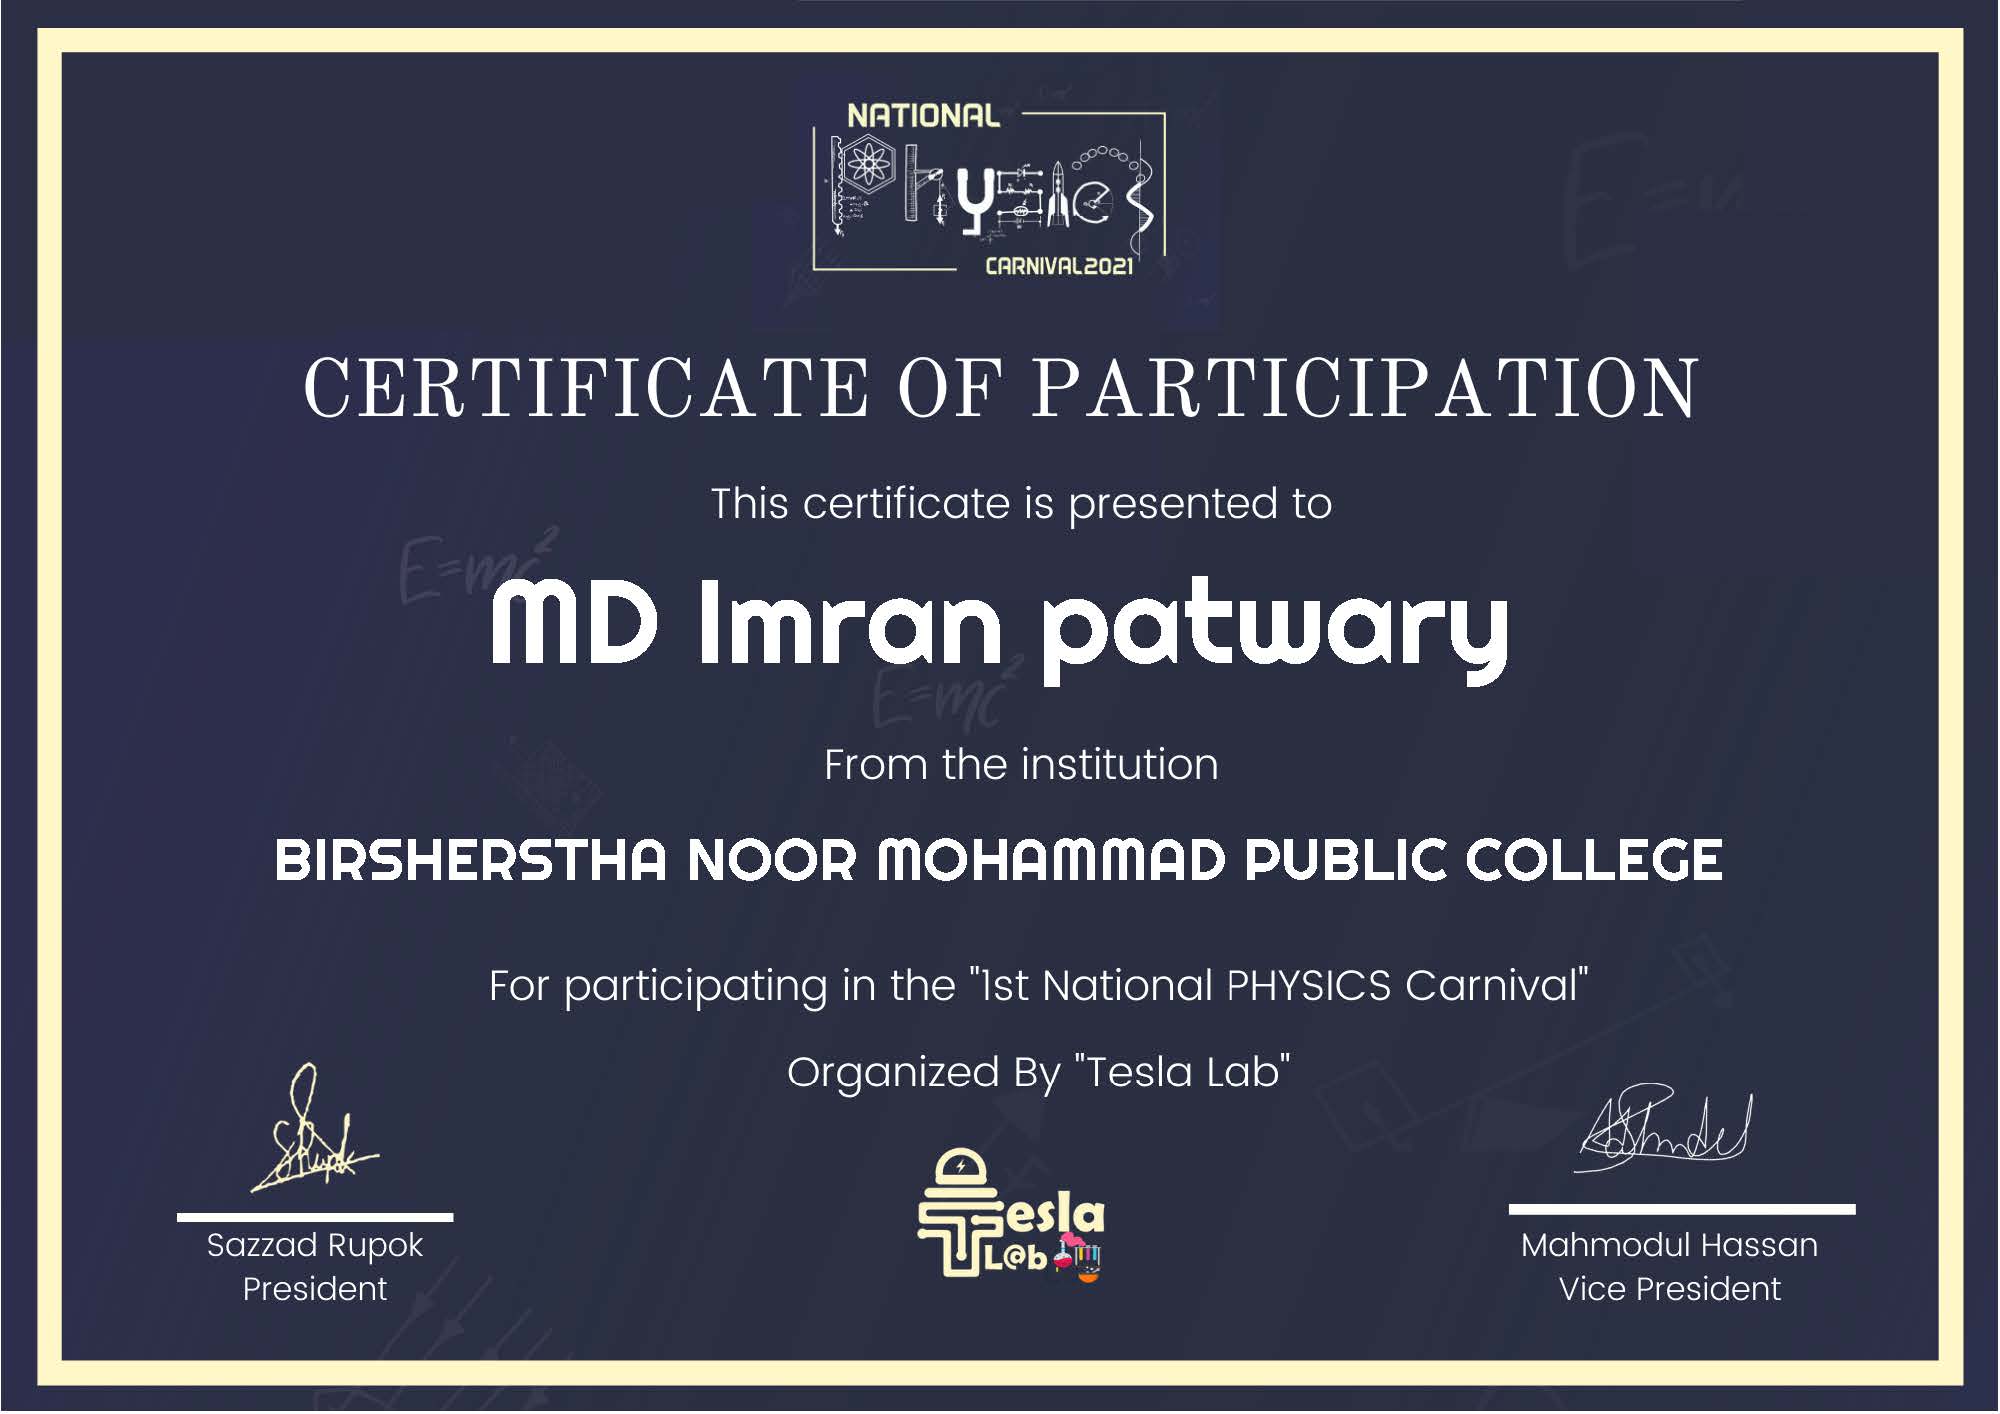 NATIONAL
Physics
CARNIVAL2021
CERTIFICATE OF PARTICIPATION
This certificate is presented to
E=mc²
MD Imran patwary
E=mc²
From the institution
BIRSHERSTHA NOOR MOHAMMAD PUBLIC COLLEGE
For participating in the "1st National PHYSICS Carnival"
Organized By "Tesla Lab"
Tesla
L@b
Sazzad Rupok
President
Mahmodul Hassan
Vice President